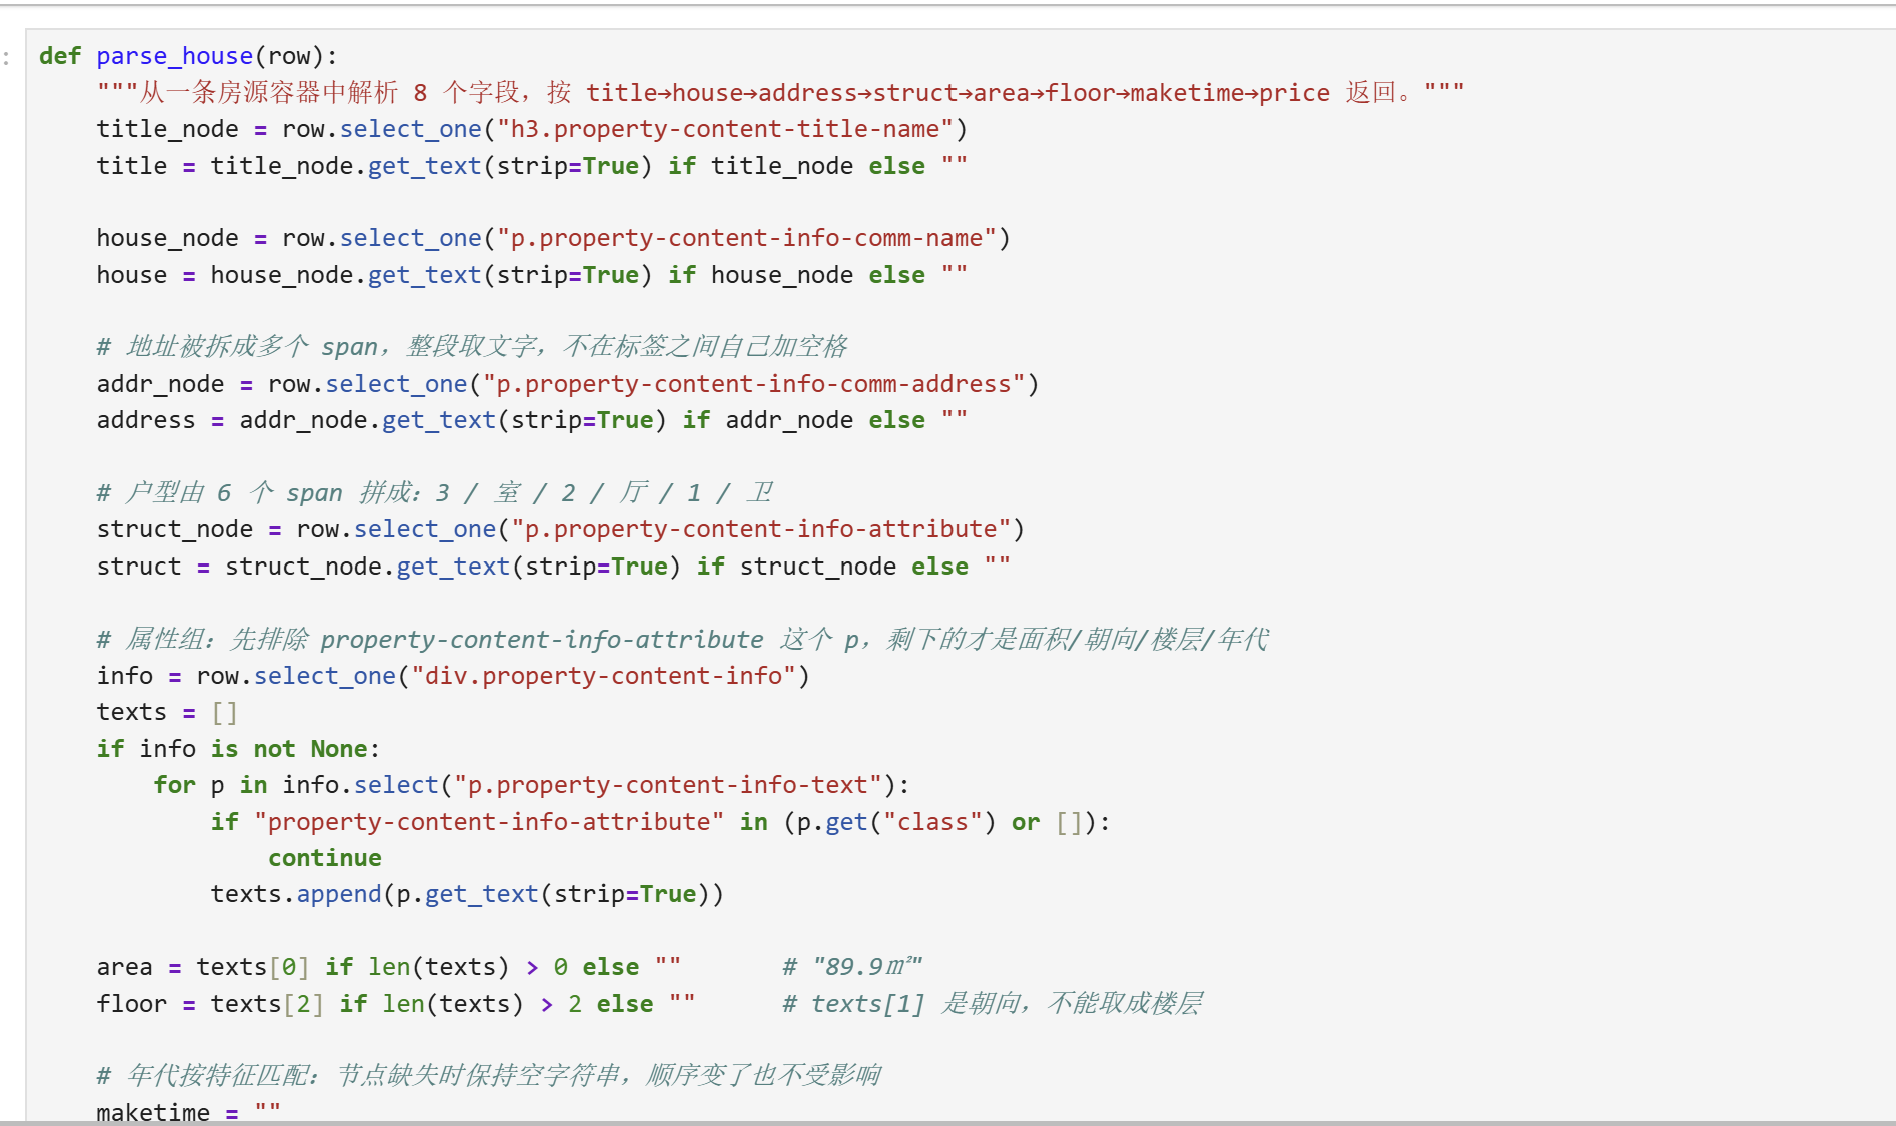 :
def parse_house(row):
    """从一条房源容器中解析 8 个字段，按 title→house→address→struct→area→floor→maketime→price 返回。"""
    title_node = row.select_one("h3.property-content-title-name")
    title = title_node.get_text(strip=True) if title_node else ""
    house_node = row.select_one("p.property-content-info-comm-name")
    house = house_node.get_text(strip=True) if house_node else ""
    # 地址被拆成多个 span，整段取文字，不在标签之间自己加空格
    addr_node = row.select_one("p.property-content-info-comm-address")
    address = addr_node.get_text(strip=True) if addr_node else ""
    # 户型由 6 个 span 拼成：3 / 室 / 2 / 厅 / 1 / 卫
    struct_node = row.select_one("p.property-content-info-attribute")
    struct = struct_node.get_text(strip=True) if struct_node else ""
    # 属性组：先排除 property-content-info-attribute 这个 p，剩下的才是面积/朝向/楼层/年代
    info = row.select_one("div.property-content-info")
    texts = []
    if info is not None:
        for p in info.select("p.property-content-info-text"):
            if "property-content-info-attribute" in (p.get("class") or []):
                continue
            texts.append(p.get_text(strip=True))
    area = texts[0] if len(texts) > 0 else ""       # "89.9㎡"
    floor = texts[2] if len(texts) > 2 else ""      # texts[1] 是朝向，不能取成楼层
    # 年代按特征匹配：节点缺失时保持空字符串，顺序变了也不受影响
    maketime = ""